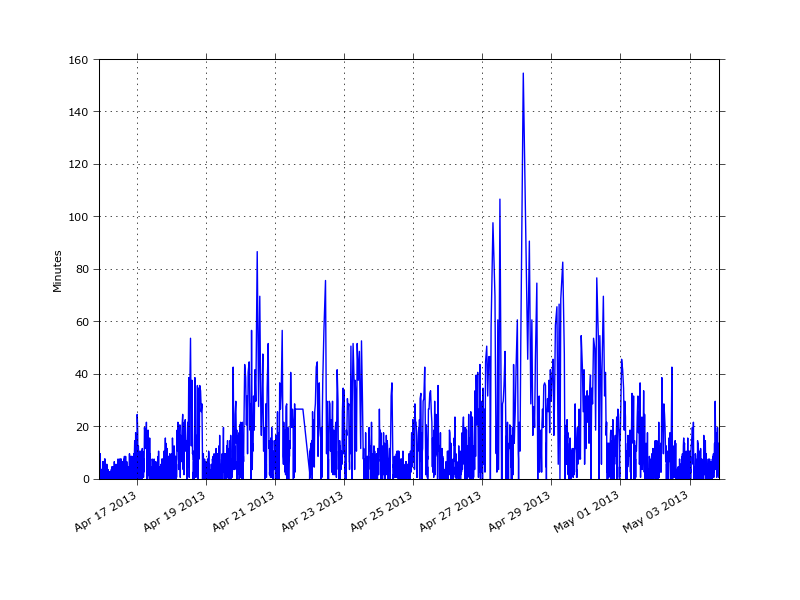 160
140
120
100
80
60
40
20
0
Minutes
Apr 17 2013
Apr 19 2013
Apr 21 2013
Apr 23 2013
Apr 25 2013
Apr 27 2013
Apr 29 2013
May 01 2013
May 03 2013